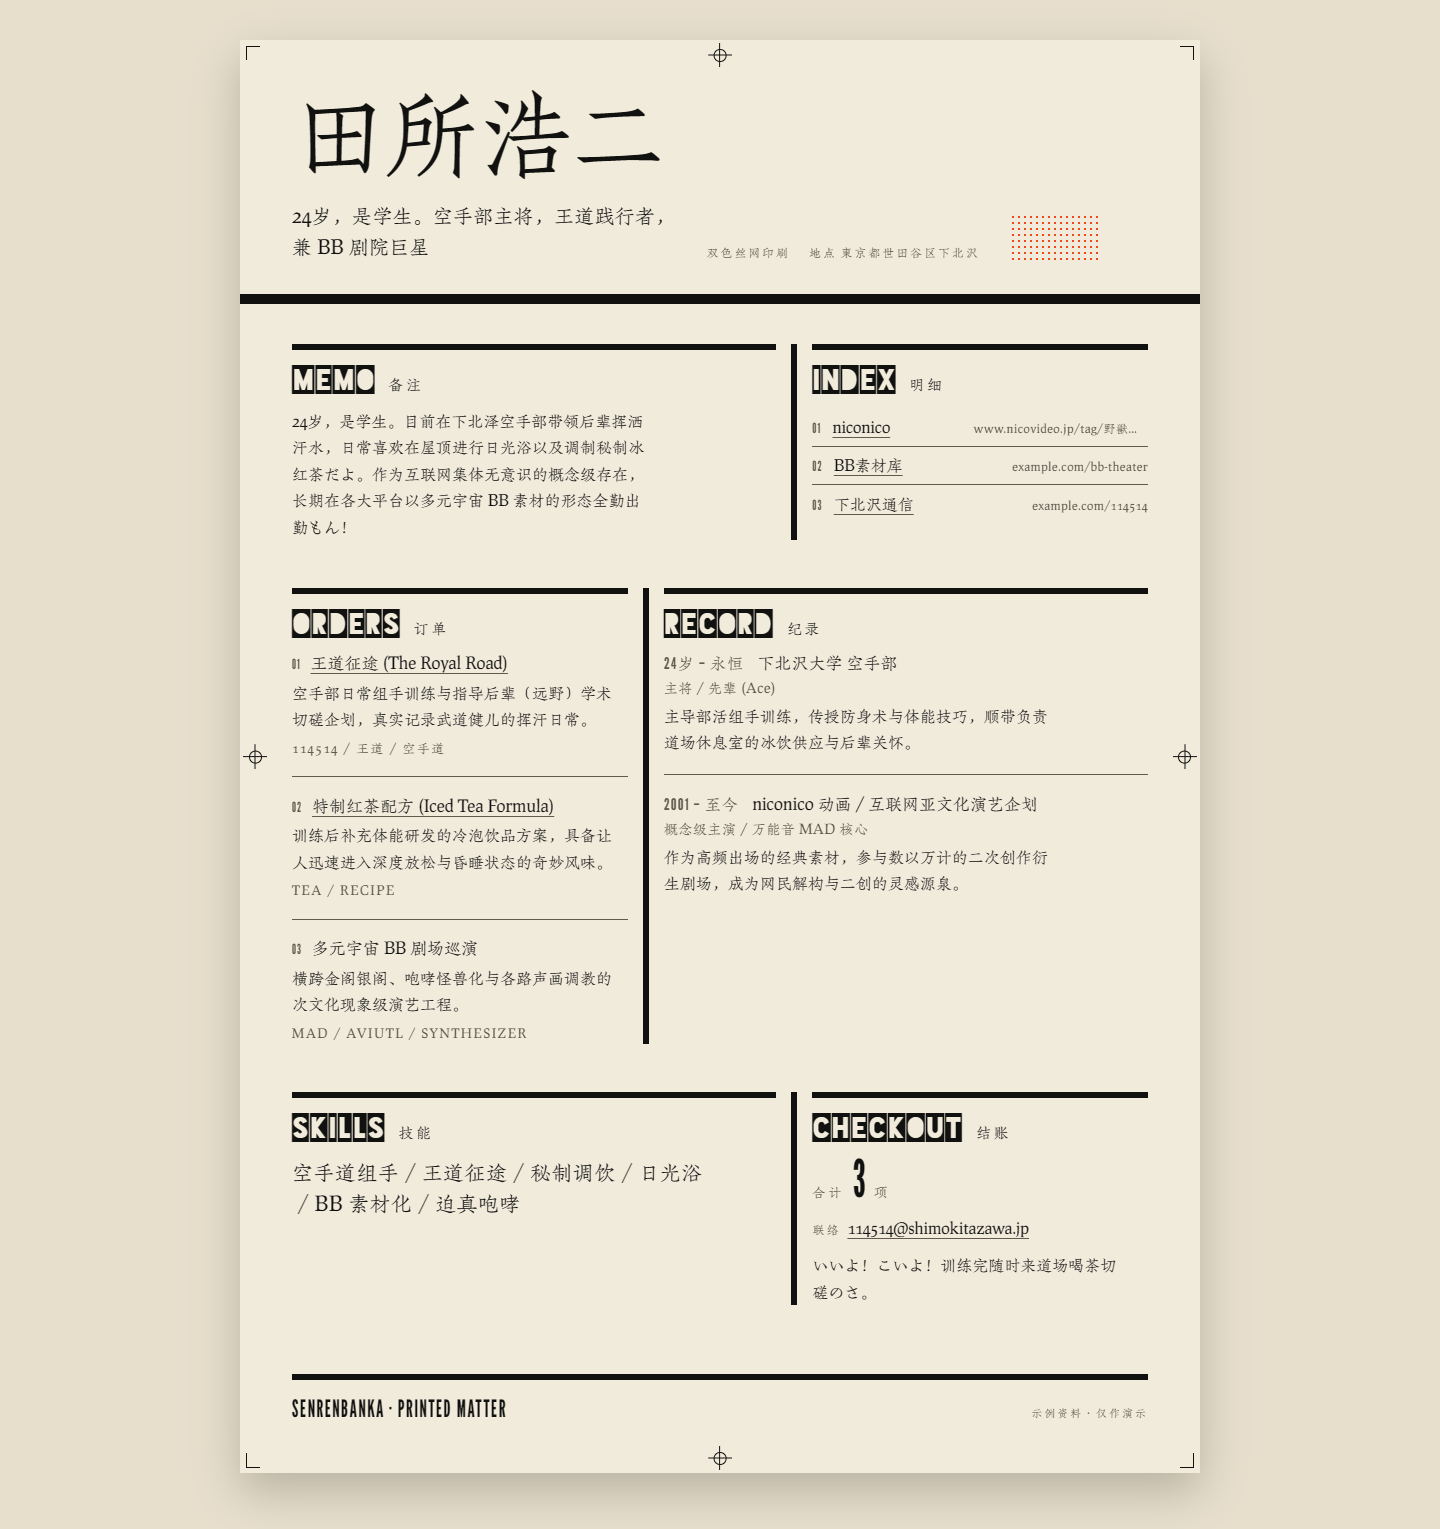 田所浩二
24岁，是学生。空手部主将，王道践行者，
兼 BB 剧院巨星
双色丝网印刷 地点 東京都世田谷区下北沢
MEMO 备注
24岁，是学生。目前在下北泽空手部带领后辈挥洒
汗水，日常喜欢在屋顶进行日光浴以及调制秘制冰
红茶だよ。作为互联网集体无意识的概念级存在，
长期在各大平台以多元宇宙 BB 素材的形态全勤出
勤もん！
INDEX 明细
01 niconico www.nicovideo.jp/tag/野獣…
02 BB素材库 example.com/bb-theater
03 下北沢通信 example.com/114514
ORDERS 订单
01 王道征途 (The Royal Road)
空手部日常组手训练与指导后辈（远野）学术
切磋企划，真实记录武道健儿的挥汗日常。
114514 / 王道 / 空手道
02 特制红茶配方 (Iced Tea Formula)
训练后补充体能研发的冷泡饮品方案，具备让
人迅速进入深度放松与昏睡状态的奇妙风味。
TEA / RECIPE
03 多元宇宙 BB 剧场巡演
横跨金阁银阁、咆哮怪兽化与各路声画调教的
次文化现象级演艺工程。
MAD / AVIUTL / SYNTHESIZER
RECORD 纪录
24岁 – 永恒 下北沢大学 空手部
主将 / 先辈 (Ace)
主导部活组手训练，传授防身术与体能技巧，顺带负责
道场休息室的冰饮供应与后辈关怀。
2001 – 至今 niconico 动画 / 互联网亚文化演艺企划
概念级主演 / 万能音 MAD 核心
作为高频出场的经典素材，参与数以万计的二次创作衍
生剧场，成为网民解构与二创的灵感源泉。
SKILLS 技能
空手道组手 / 王道征途 / 秘制调饮 / 日光浴
/ BB 素材化 / 迫真咆哮
CHECKOUT 结账
合计 3 项
联络 114514@shimokitazawa.jp
いいよ！こいよ！训练完随时来道场喝茶切
磋のさ。
SENRENBANKA · PRINTED MATTER
示例资料 · 仅作演示